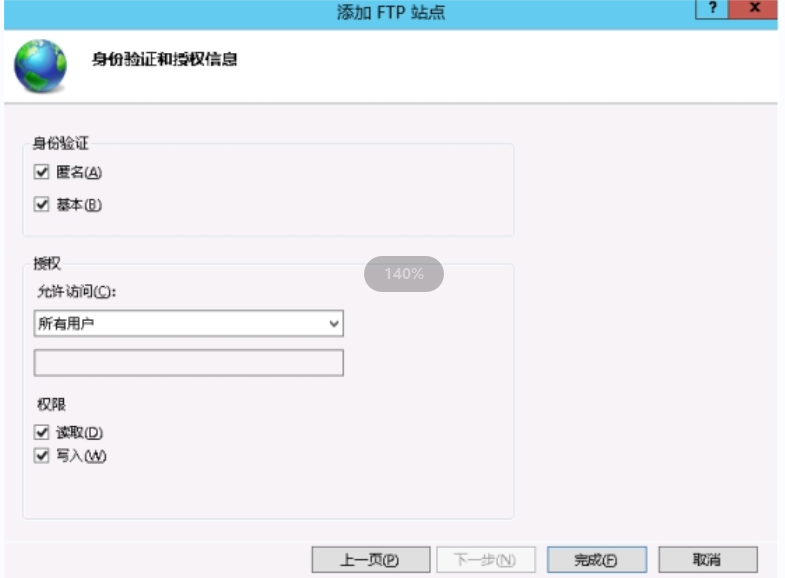 添加 FTP 站点
?
x
身份验证和授权信息
身份验证
匿名(A)
基本(B)
授权
140%
允许访问(C):
所有用户
权限
读取(D)
写入(W)
上一页(P) 下一步(N) 完成(F) 取消